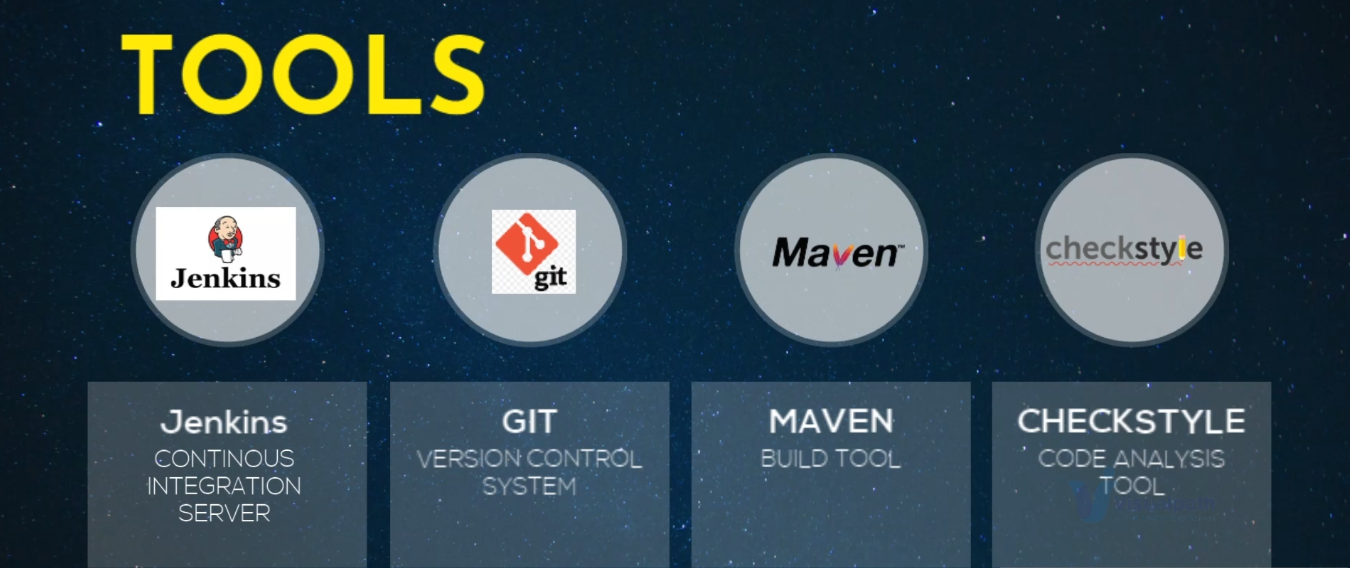 TOOLS
Jenkins
git
Maven™
checkstyle
Jenkins
CONTINOUS
INTEGRATION
SERVER
GIT
VERSION CONTROL
SYSTEM
MAVEN
BUILD TOOL
CHECKSTYLE
CODE ANALYSIS
TOOL